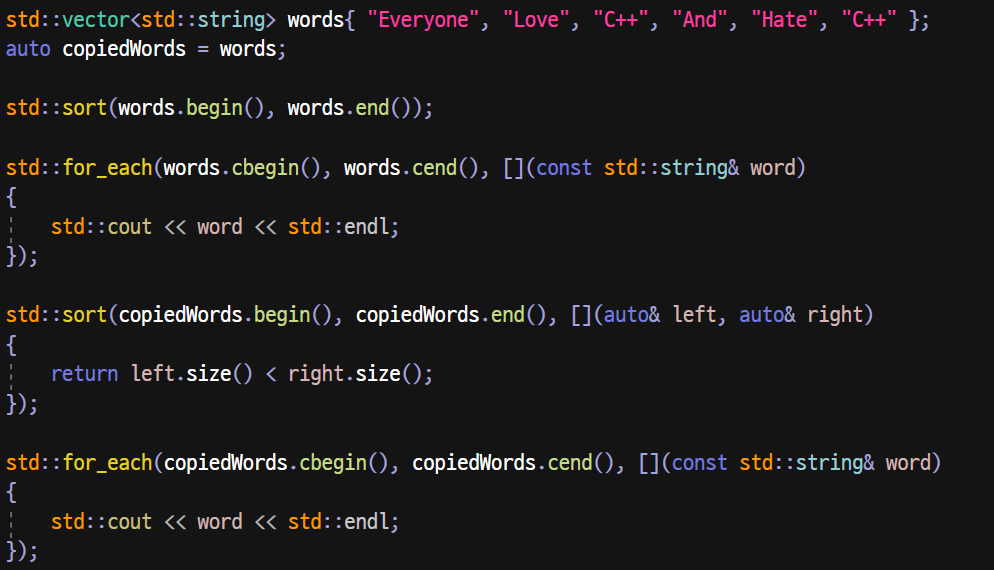 std::vector<std::string> words{ "Everyone", "Love", "C++", "And", "Hate", "C++" };
auto copiedWords = words;
std::sort(words.begin(), words.end());
std::for_each(words.cbegin(), words.cend(), [](const std::string& word)
{
    std::cout << word << std::endl;
});
std::sort(copiedWords.begin(), copiedWords.end(), [](auto& left, auto& right)
{
    return left.size() < right.size();
});
std::for_each(copiedWords.cbegin(), copiedWords.cend(), [](const std::string& word)
{
    std::cout << word << std::endl;
});